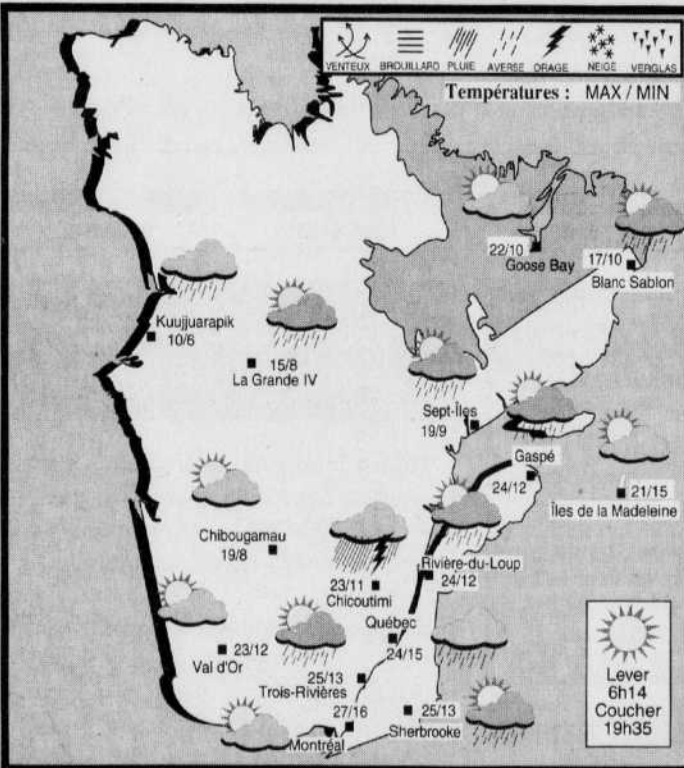 VENTEUX BROUILLARD PLUIE AVERSE ORAGE NEIGE VERGLAS
Températures : MAX / MIN
22/10
Goose Bay
17/10
Blanc Sablon
Kuujjuarapik
10/6
15/8
La Grande IV
Sept-Îles
19/9
Gaspé
24/12
21/15
Îles de la Madeleine
Chibougamau
19/8
23/11
Chicoutimi
Rivière-du-Loup
24/12
Québec
24/15
23/12
Val d'Or
25/13
Trois-Rivières
27/16
Montréal
25/13
Sherbrooke
Lever
6h14
Coucher
19h35